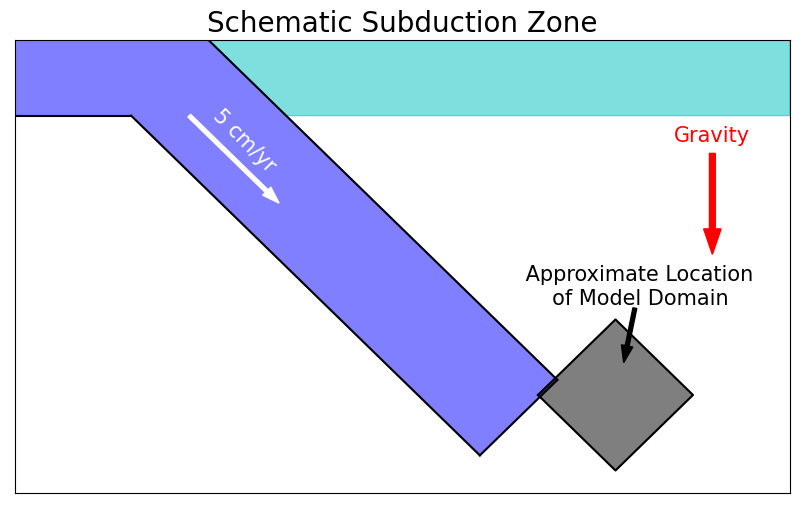 Schematic Subduction Zone
5 cm/yr
Gravity
Approximate Location
of Model Domain